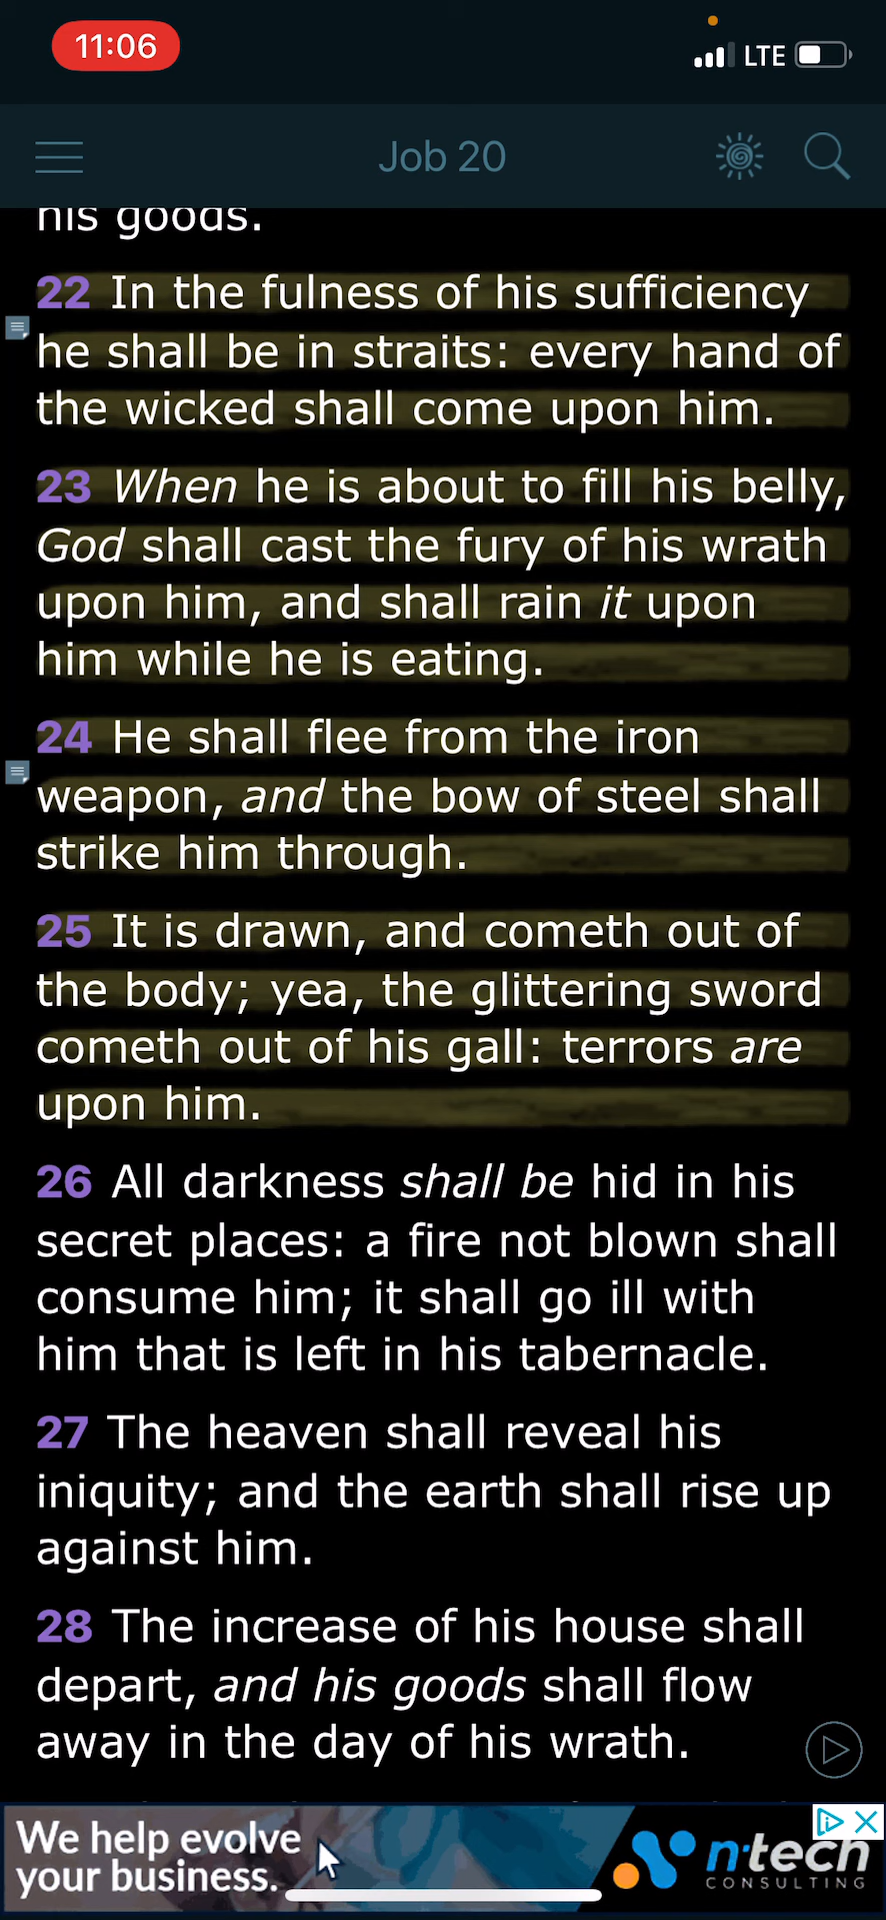 11:06
LTE
Job 20
his goods.
22 In the fulness of his sufficiency
he shall be in straits: every hand of
the wicked shall come upon him.
23 When he is about to fill his belly,
God shall cast the fury of his wrath
upon him, and shall rain it upon
him while he is eating.
24 He shall flee from the iron
weapon, and the bow of steel shall
strike him through.
25 It is drawn, and cometh out of
the body; yea, the glittering sword
cometh out of his gall: terrors are
upon him.
26 All darkness shall be hid in his
secret places: a fire not blown shall
consume him; it shall go ill with
him that is left in his tabernacle.
27 The heaven shall reveal his
iniquity; and the earth shall rise up
against him.
28 The increase of his house shall
depart, and his goods shall flow
away in the day of his wrath.
We help evolve
your business.
n·tech
CONSULTING